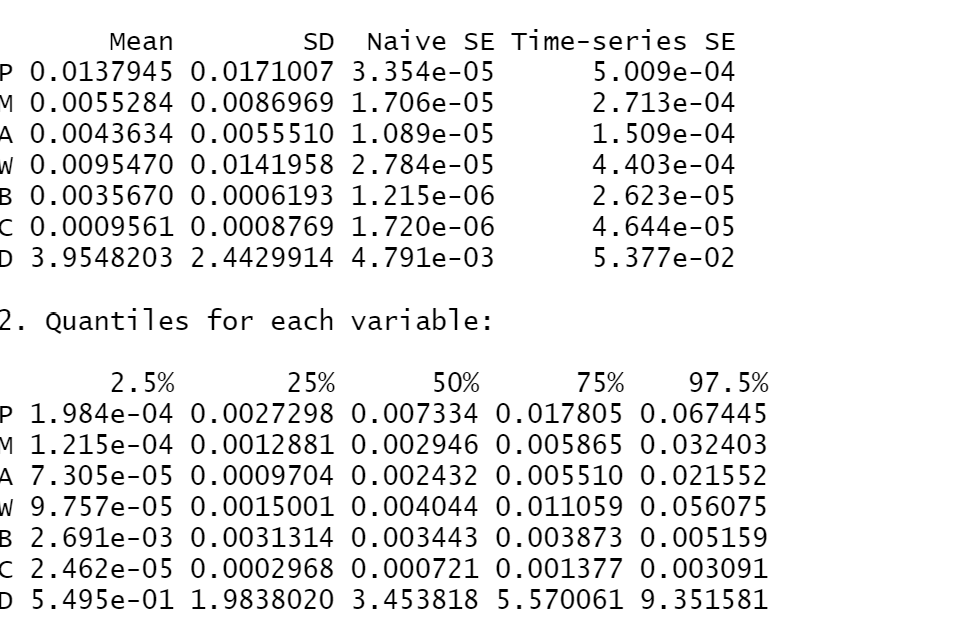 Mean SD Naive SE Time-series SE
P 0.0137945 0.0171007 3.354e-05 5.009e-04
M 0.0055284 0.0086969 1.706e-05 2.713e-04
A 0.0043634 0.0055510 1.089e-05 1.509e-04
W 0.0095470 0.0141958 2.784e-05 4.403e-04
B 0.0035670 0.0006193 1.215e-06 2.623e-05
C 0.0009561 0.0008769 1.720e-06 4.644e-05
D 3.9548203 2.4429914 4.791e-03 5.377e-02
2. Quantiles for each variable:
2.5% 25% 50% 75% 97.5%
P 1.984e-04 0.0027298 0.007334 0.017805 0.067445
M 1.215e-04 0.0012881 0.002946 0.005865 0.032403
A 7.305e-05 0.0009704 0.002432 0.005510 0.021552
W 9.757e-05 0.0015001 0.004044 0.011059 0.056075
B 2.691e-03 0.0031314 0.003443 0.003873 0.005159
C 2.462e-05 0.0002968 0.000721 0.001377 0.003091
D 5.495e-01 1.9838020 3.453818 5.570061 9.351581